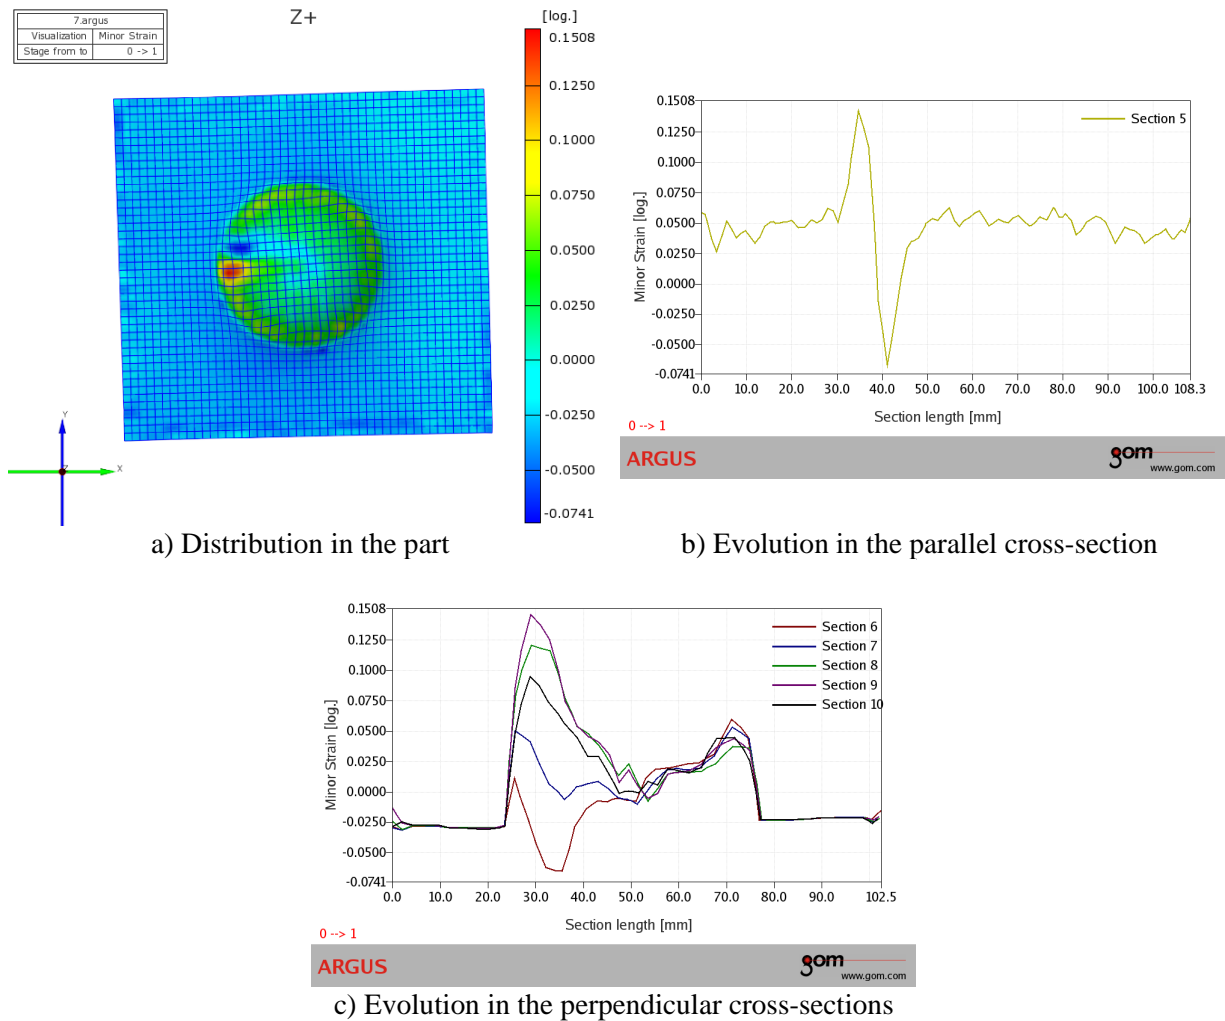 7.argus
Visualization Minor Strain
Stage from to 0 -> 1
Z+
[log.]
0.1508
0.1250
0.1000
0.0750
0.0500
0.0250
0.0000
-0.0250
-0.0500
-0.0741
Y
Z
X
a) Distribution in the part
0.1508
0.1250
0.1000
0.0750
0.0500
0.0250
0.0000
-0.0250
-0.0500
-0.0741
Minor Strain [log.]
Section 5
0.0 10.0 20.0 30.0 40.0 50.0 60.0 70.0 80.0 90.0 100.0 108.3
Section length [mm]
0 --> 1
ARGUS
gom
www.gom.com
b) Evolution in the parallel cross-section
0.1508
0.1250
0.1000
0.0750
0.0500
0.0250
0.0000
-0.0250
-0.0500
-0.0741
Minor Strain [log.]
Section 6
Section 7
Section 8
Section 9
Section 10
0.0 10.0 20.0 30.0 40.0 50.0 60.0 70.0 80.0 90.0 102.5
Section length [mm]
0 --> 1
ARGUS
gom
www.gom.com
c) Evolution in the perpendicular cross-sections